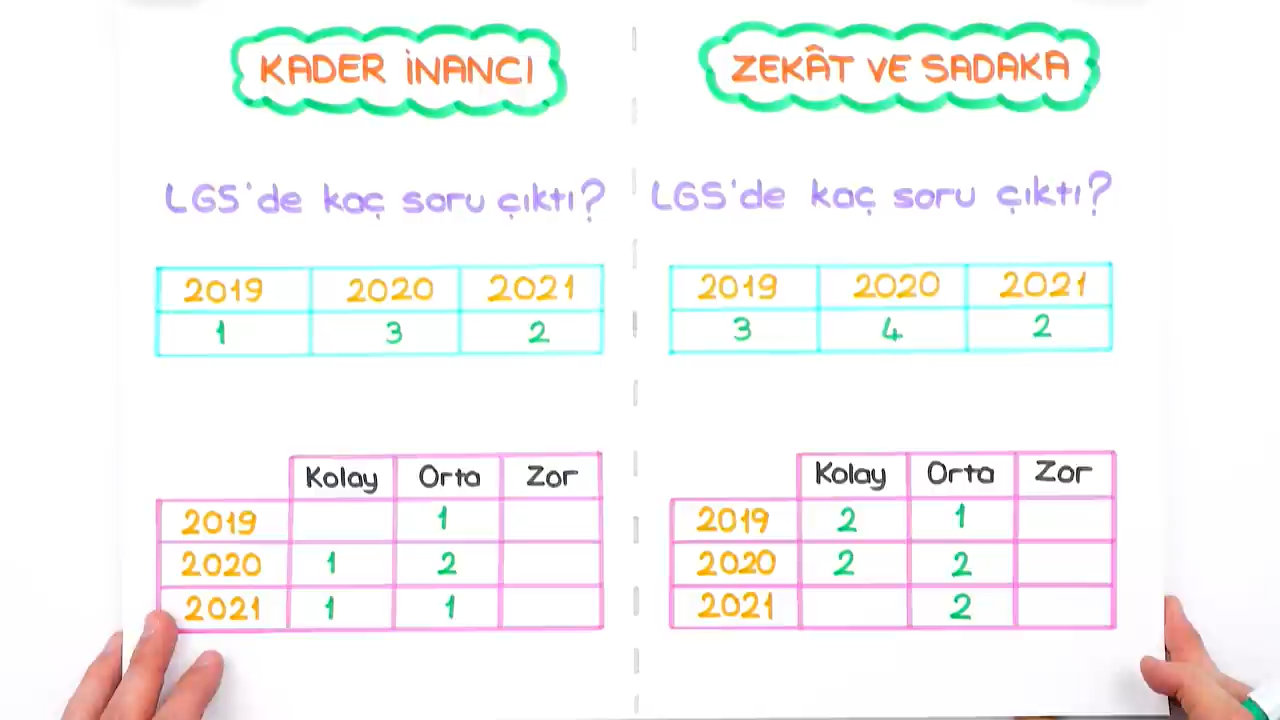 KADER İNANCI
LGS'de kaç soru çıktı?
2019 2020 2021
1 3 2
Kolay Orta Zor
2019 1
2020 1 2
2021 1 1
ZEKÂT VE SADAKA
LGS'de kaç soru çıktı?
2019 2020 2021
3 4 2
Kolay Orta Zor
2019 2 1
2020 2 2
2021 2